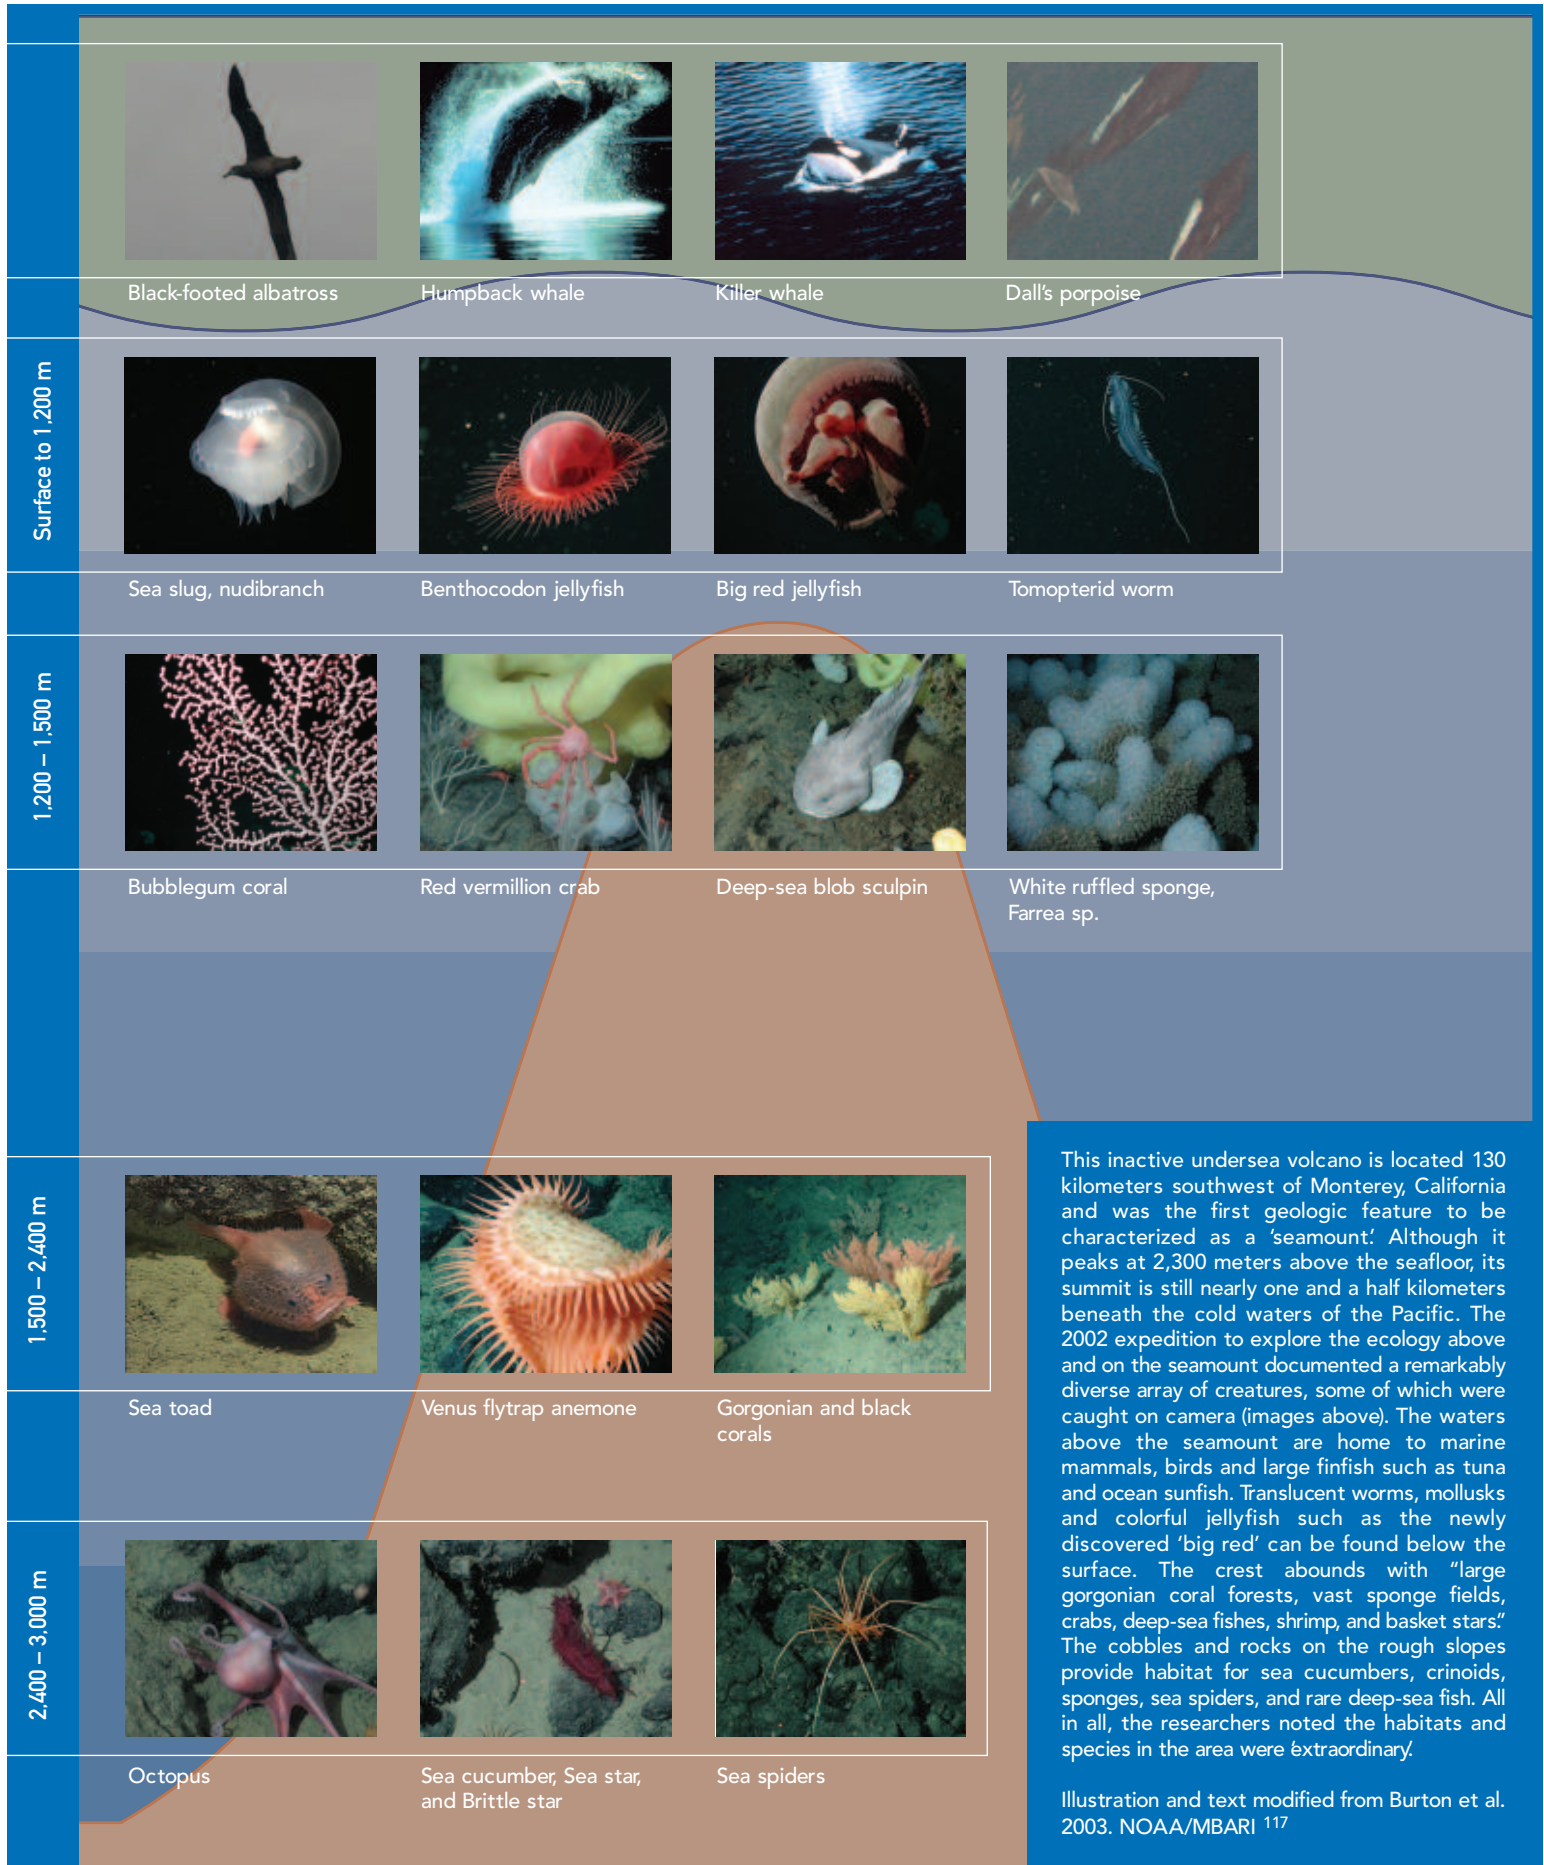 Black-footed albatross
Humpback whale
Killer whale
Dall's porpoise
Surface to 1,200 m
Sea slug, nudibranch
Benthocodon jellyfish
Big red jellyfish
Tomopterid worm
1,200 – 1,500 m
Bubblegum coral
Red vermillion crab
Deep-sea blob sculpin
White ruffled sponge,
Farrea sp.
1,500 – 2,400 m
Sea toad
Venus flytrap anemone
Gorgonian and black
corals
2,400 – 3,000 m
Octopus
Sea cucumber, Sea star,
and Brittle star
Sea spiders
This inactive undersea volcano is located 130
kilometers southwest of Monterey, California
and was the first geologic feature to be
characterized as a 'seamount.' Although it
peaks at 2,300 meters above the seafloor, its
summit is still nearly one and a half kilometers
beneath the cold waters of the Pacific. The
2002 expedition to explore the ecology above
and on the seamount documented a remarkably
diverse array of creatures, some of which were
caught on camera (images above). The waters
above the seamount are home to marine
mammals, birds and large finfish such as tuna
and ocean sunfish. Translucent worms, mollusks
and colorful jellyfish such as the newly
discovered 'big red' can be found below the
surface. The crest abounds with "large
gorgonian coral forests, vast sponge fields,
crabs, deep-sea fishes, shrimp, and basket stars."
The cobbles and rocks on the rough slopes
provide habitat for sea cucumbers, crinoids,
sponges, sea spiders, and rare deep-sea fish. All
in all, the researchers noted the habitats and
species in the area were 'extraordinary.'
Illustration and text modified from Burton et al.
2003. NOAA/MBARI 117